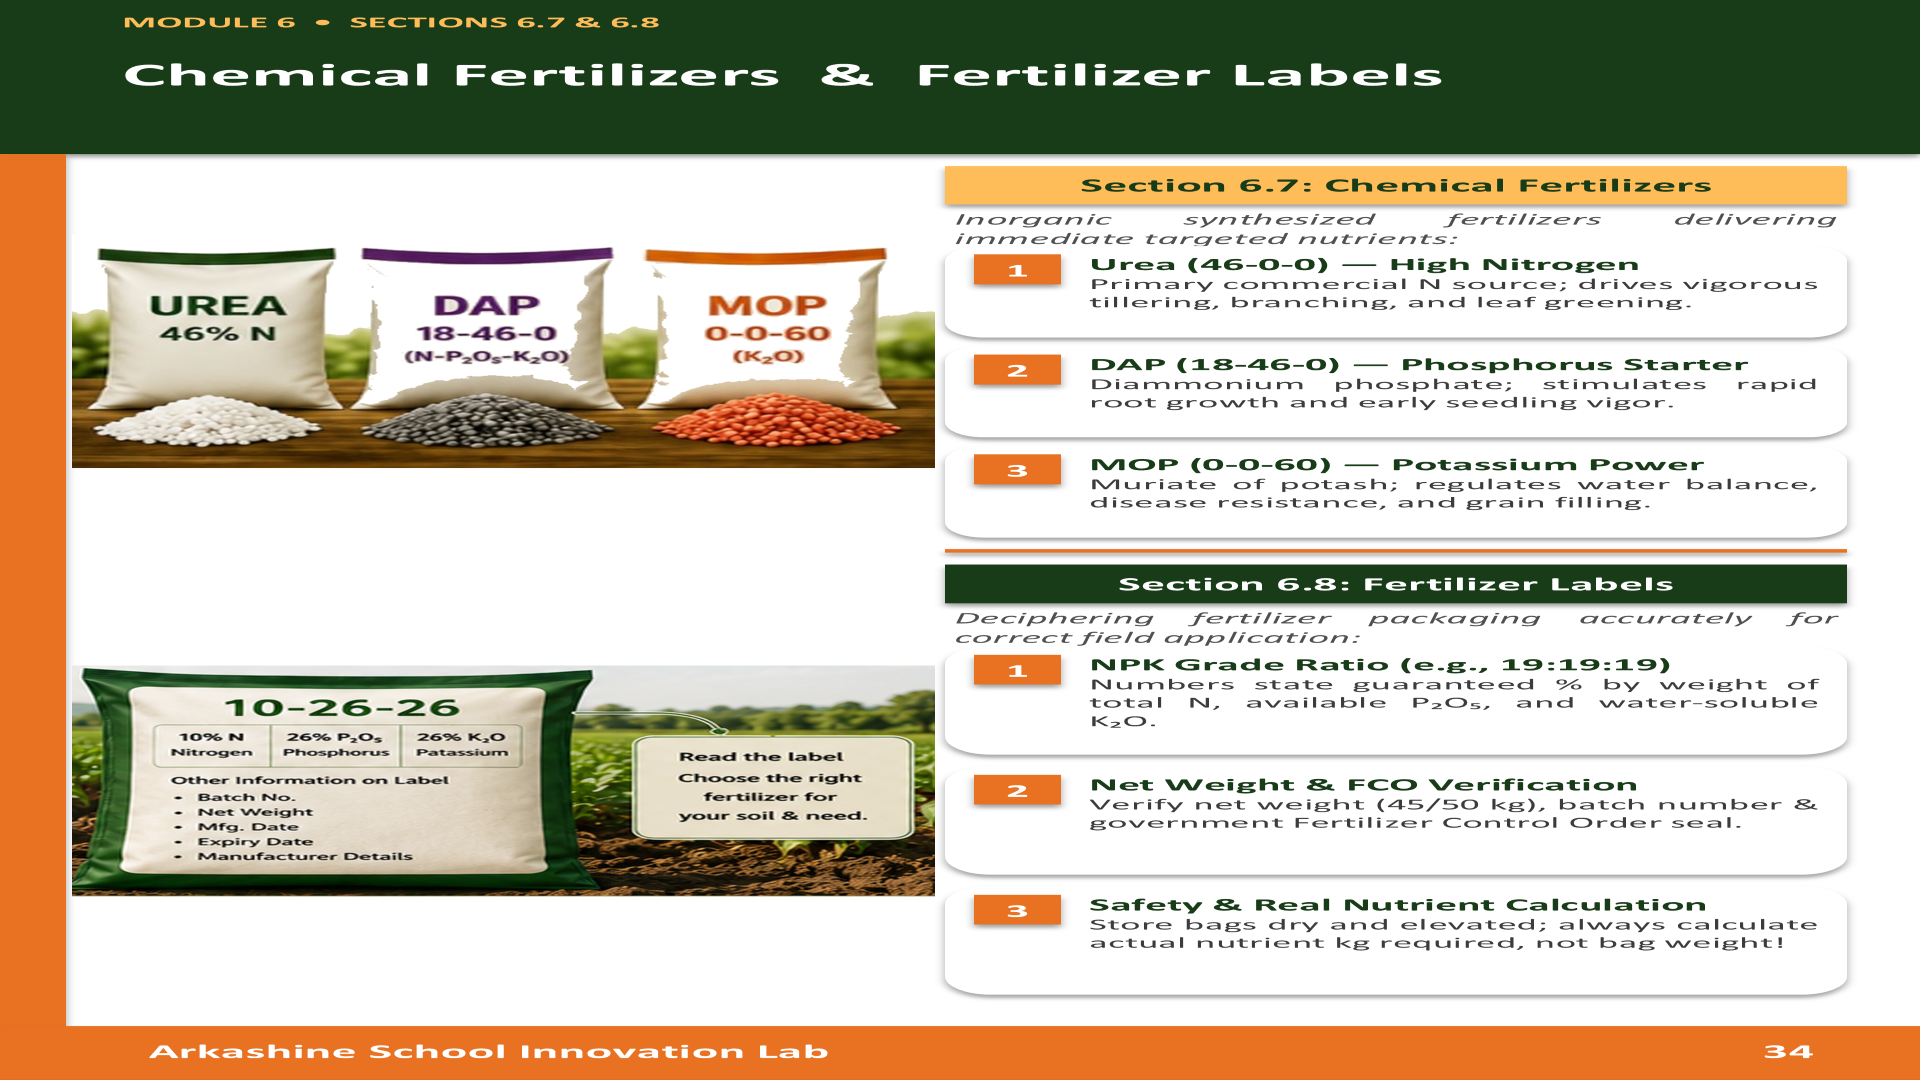 MODULE 6 • SECTIONS 6.7 & 6.8
Chemical Fertilizers & Fertilizer Labels
UREA
46% N
DAP
18-46-0
(N-P₂O₅-K₂O)
MOP
0-0-60
(K₂O)
10-26-26
10% N
Nitrogen
26% P₂O₅
Phosphorus
26% K₂O
Patassium
Other Information on Label
• Batch No.
• Net Weight
• Mfg. Date
• Expiry Date
• Manufacturer Details
Read the label
Choose the right
fertilizer for
your soil & need.
Section 6.7: Chemical Fertilizers
Inorganic synthesized fertilizers delivering
immediate targeted nutrients:
1
Urea (46-0-0) — High Nitrogen
Primary commercial N source; drives vigorous
tillering, branching, and leaf greening.
2
DAP (18-46-0) — Phosphorus Starter
Diammonium phosphate; stimulates rapid
root growth and early seedling vigor.
3
MOP (0-0-60) — Potassium Power
Muriate of potash; regulates water balance,
disease resistance, and grain filling.
Section 6.8: Fertilizer Labels
Deciphering fertilizer packaging accurately for
correct field application:
1
NPK Grade Ratio (e.g., 19:19:19)
Numbers state guaranteed % by weight of
total N, available P₂O₅, and water-soluble
K₂O.
2
Net Weight & FCO Verification
Verify net weight (45/50 kg), batch number &
government Fertilizer Control Order seal.
3
Safety & Real Nutrient Calculation
Store bags dry and elevated; always calculate
actual nutrient kg required, not bag weight!
Arkashine School Innovation Lab
34